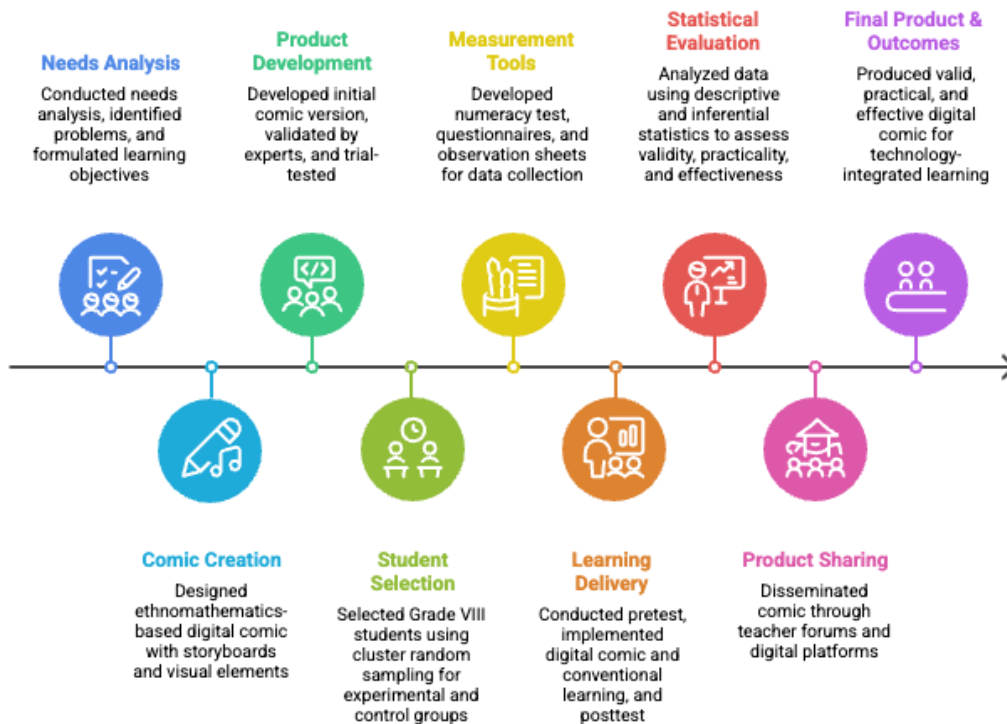 Needs Analysis
Conducted needs
analysis, identified
problems, and
formulated learning
objectives
Product
Development
Developed initial
comic version,
validated by
experts, and trial-
tested
Measurement
Tools
Developed
numeracy test,
questionnaires, and
observation sheets
for data collection
Statistical
Evaluation
Analyzed data
using descriptive
and inferential
statistics to assess
validity, practicality,
and effectiveness
Final Product &
Outcomes
Produced valid,
practical, and
effective digital
comic for
technology-
integrated learning
</>
Comic Creation
Designed
ethnomathematics-
based digital comic
with storyboards
and visual elements
Student
Selection
Selected Grade VIII
students using
cluster random
sampling for
experimental and
control groups
Learning
Delivery
Conducted pretest,
implemented
digital comic and
conventional
learning, and
posttest
Product Sharing
Disseminated
comic through
teacher forums and
digital platforms